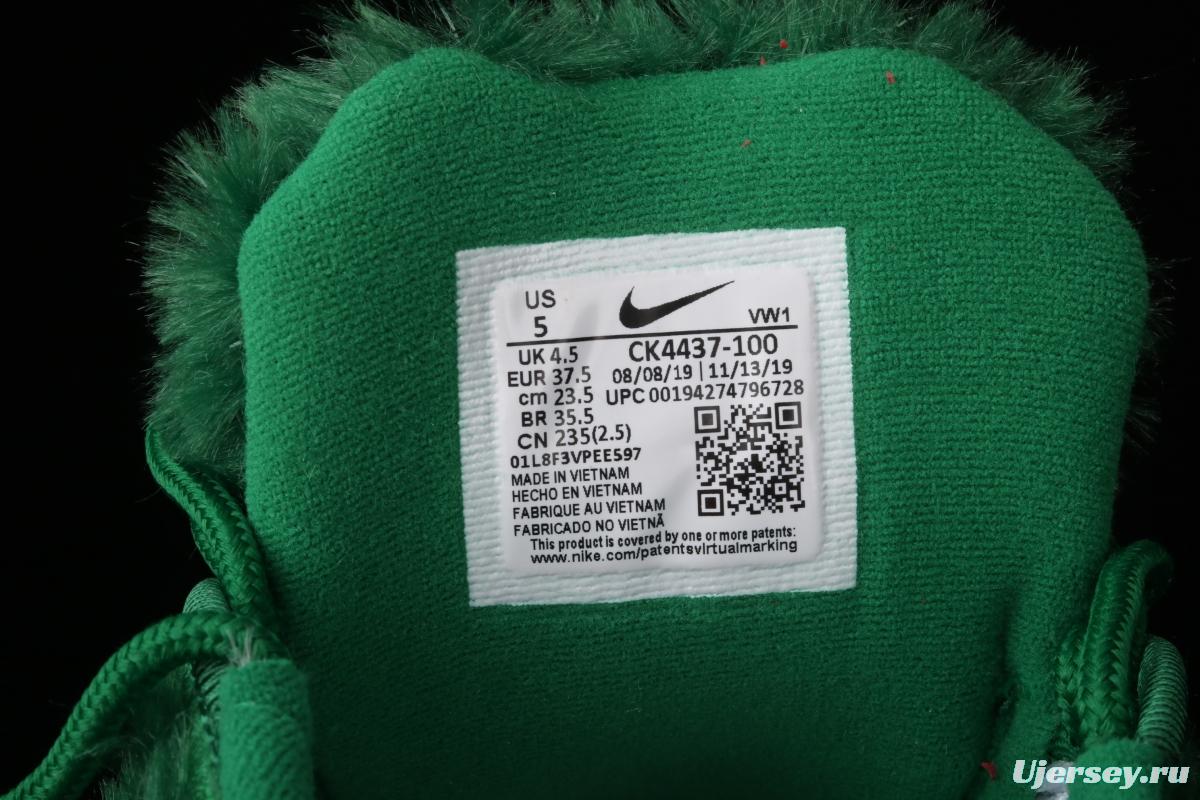 US
5
VW1
UK 4.5
CK4437-100
EUR 37.5
08/08/19 | 11/13/19
cm 23.5
UPC 00194274796728
BR 35.5
CN 235(2.5)
01L8F3VPEE597
MADE IN VIETNAM
HECHO EN VIETNAM
FABRIQUE AU VIETNAM
FABRICADO NO VIETNÃ
This product is covered by one or more patents:
www.nike.com/patentsvirtualmarking
Ujersey.ru